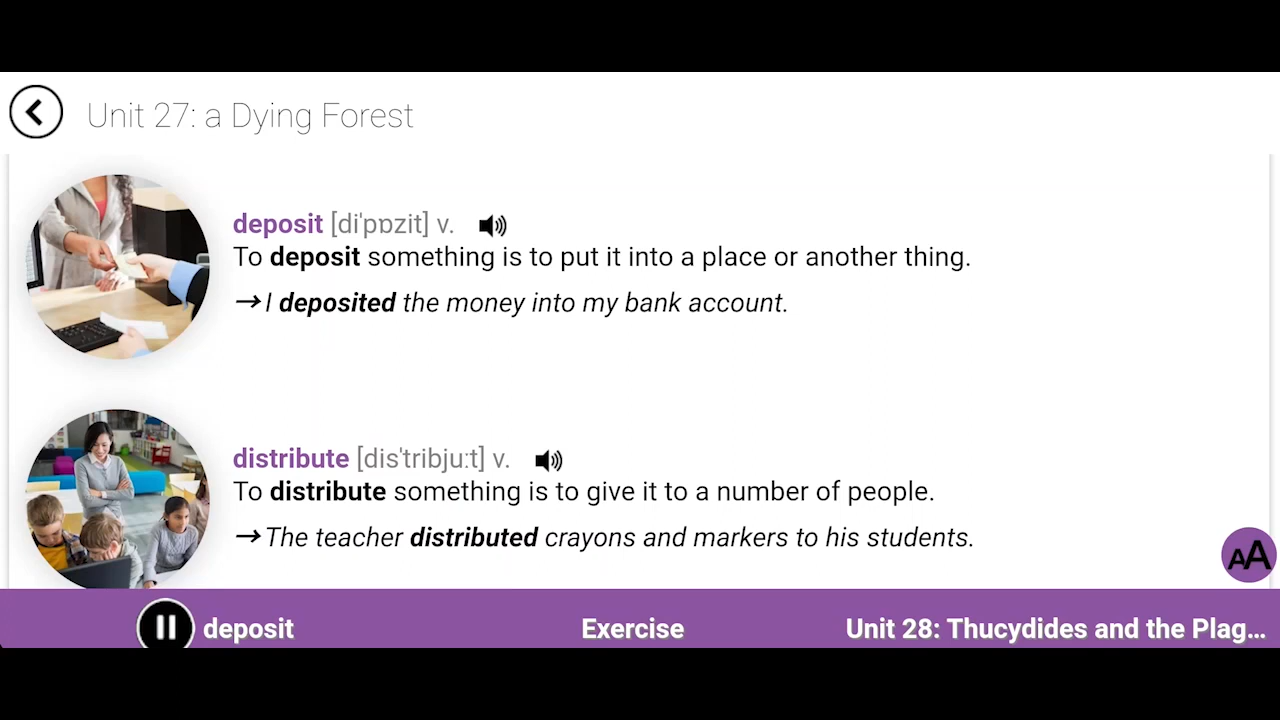 Unit 27: a Dying Forest
deposit [di'pɒzit] v.
To deposit something is to put it into a place or another thing.
→ I deposited the money into my bank account.
distribute [dis'tribju:t] v.
To distribute something is to give it to a number of people.
→ The teacher distributed crayons and markers to his students.
AA
deposit
Exercise
Unit 28: Thucydides and the Plag...